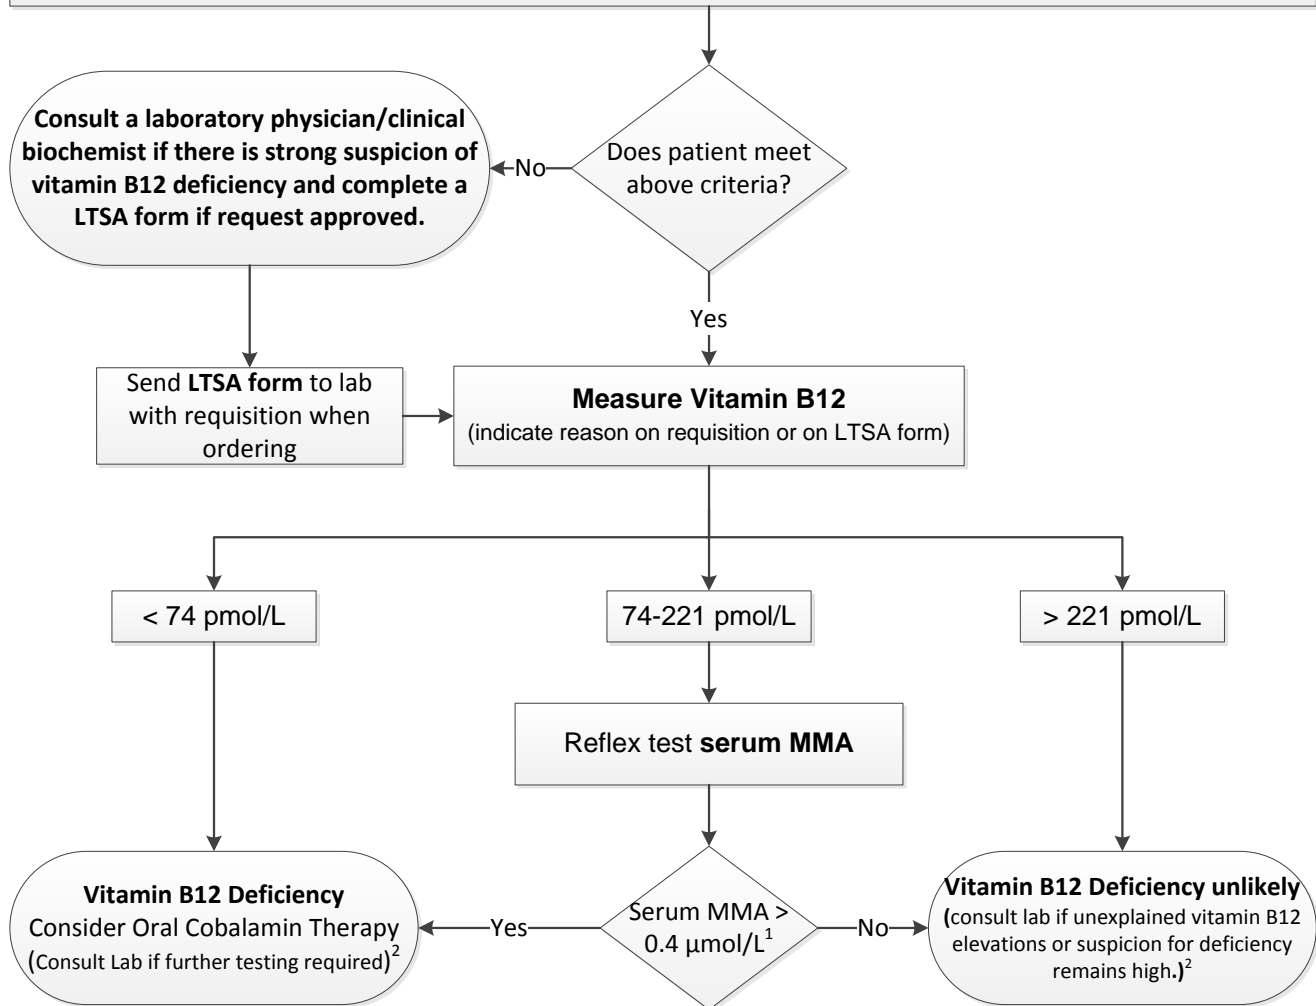 Does patient meet
above criteria?
No
Consult a laboratory physician/clinical
biochemist if there is strong suspicion of
vitamin B12 deficiency and complete a
LTSA form if request approved.
Yes
Send LTSA form to lab
with requisition when
ordering
Measure Vitamin B12
(indicate reason on requisition or on LTSA form)
< 74 pmol/L
74-221 pmol/L
> 221 pmol/L
Reflex test serum MMA
Vitamin B12 Deficiency
Consider Oral Cobalamin Therapy
(Consult Lab if further testing required)2
Yes
Serum MMA >
0.4 µmol/L1
No
Vitamin B12 Deficiency unlikely
(consult lab if unexplained vitamin B12
elevations or suspicion for deficiency
remains high.)2